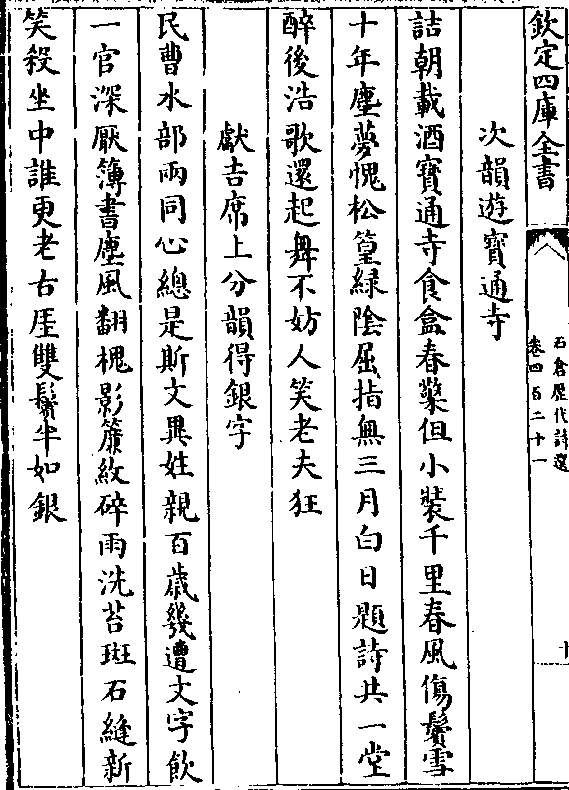 欽定四庫全書
石倉歷代詩選
卷四百二十一
次韻遊寶通寺
詰朝載酒寶通寺食盒春藂但小裝千里春風傷鬢雪
十年塵夢愧松篁緑陰屈指無三月白日題詩共一堂
醉後浩歌還起舞不妨人笑老夫狂
獻吉席上分韻得銀字
民曹水部兩同心總是斯文異姓親百歲幾遭文字飲
一官深厭簿書塵風翻槐影簾紋碎雨洗苔斑石縫新
笑殺坐中誰更老古厓雙鬢半如銀